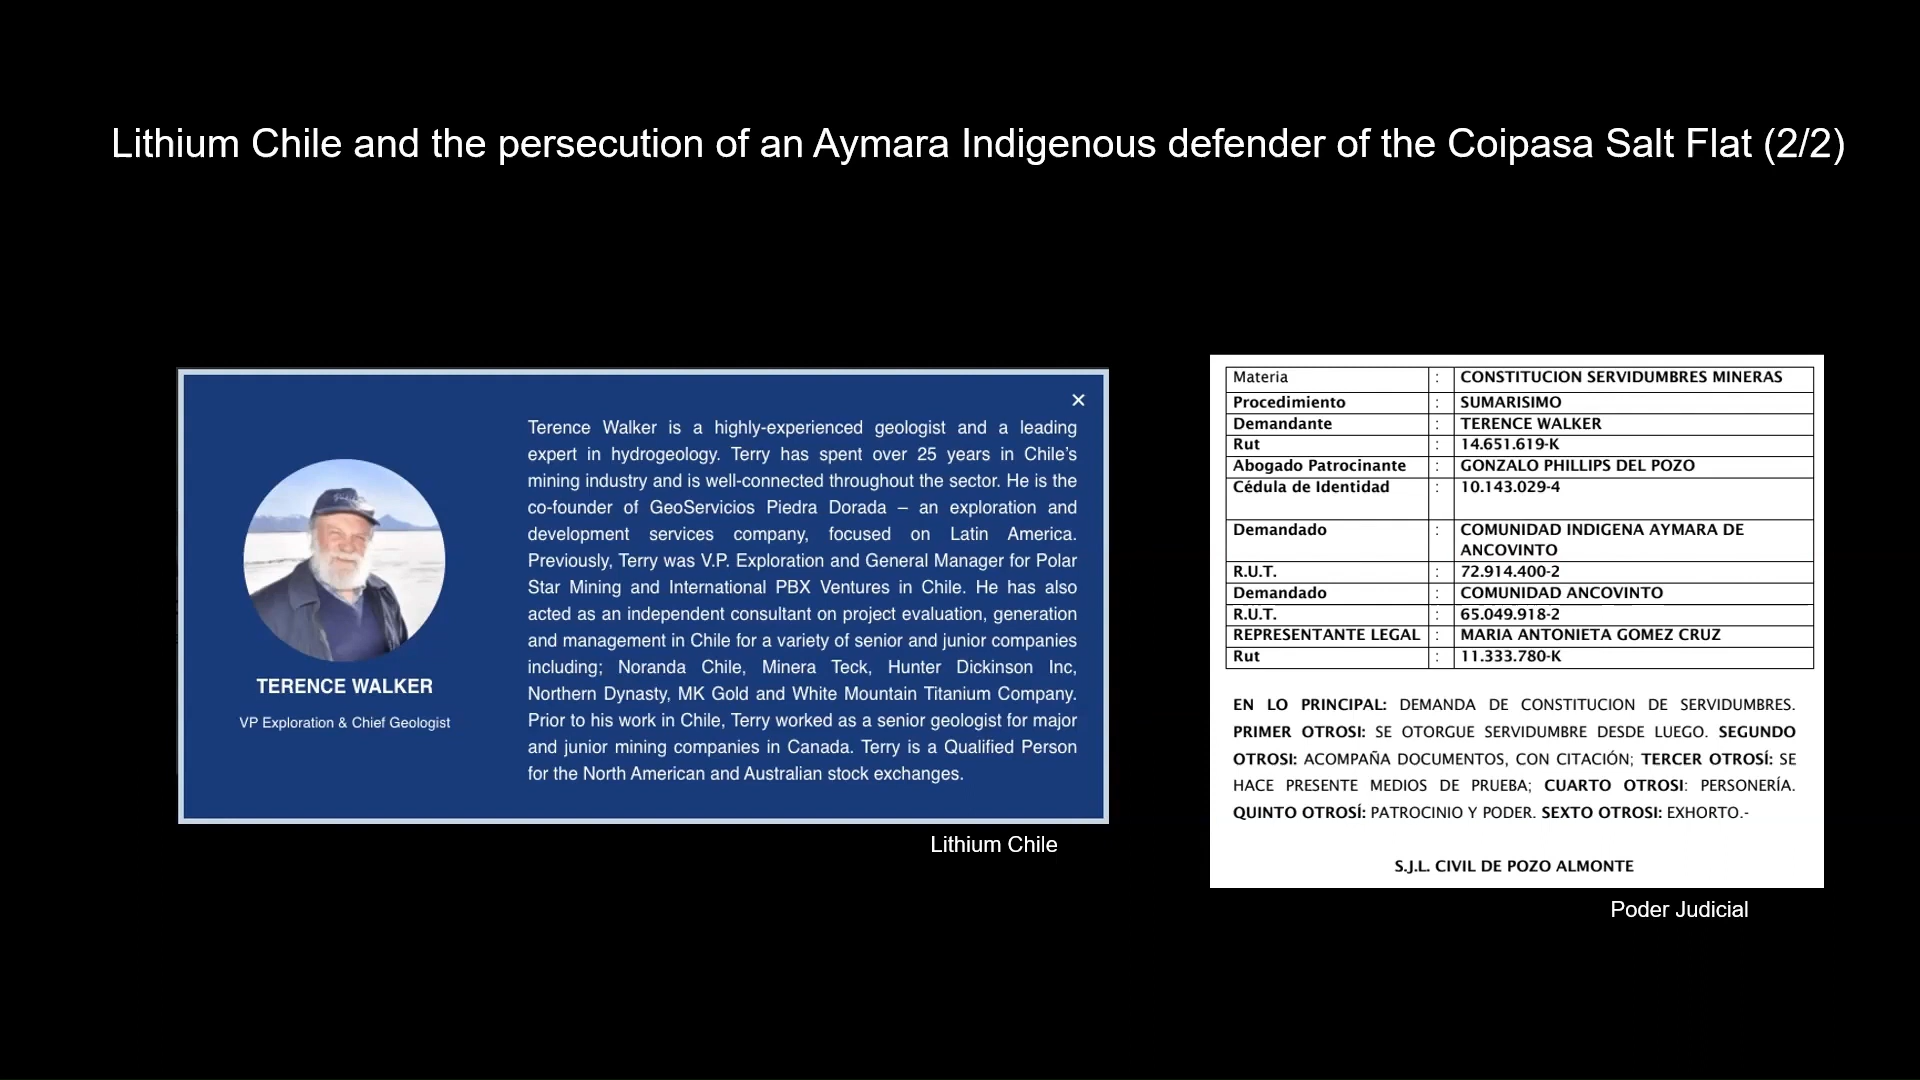 Lithium Chile and the persecution of an Aymara Indigenous defender of the Coipasa Salt Flat (2/2)
×
Terence Walker is a highly-experienced geologist and a leading
expert in hydrogeology. Terry has spent over 25 years in Chile’s
mining industry and is well-connected throughout the sector. He is the
co-founder of GeoServicios Piedra Dorada – an exploration and
development services company, focused on Latin America.
Previously, Terry was V.P. Exploration and General Manager for Polar
Star Mining and International PBX Ventures in Chile. He has also
acted as an independent consultant on project evaluation, generation
and management in Chile for a variety of senior and junior companies
including; Noranda Chile, Minera Teck, Hunter Dickinson Inc,
Northern Dynasty, MK Gold and White Mountain Titanium Company.
Prior to his work in Chile, Terry worked as a senior geologist for major
and junior mining companies in Canada. Terry is a Qualified Person
for the North American and Australian stock exchanges.
TERENCE WALKER
VP Exploration & Chief Geologist
Lithium Chile
Materia : CONSTITUCION SERVIDUMBRES MINERAS
Procedimiento : SUMARISIMO
Demandante : TERENCE WALKER
Rut : 14.651.619-K
Abogado Patrocinante : GONZALO PHILLIPS DEL POZO
Cédula de Identidad : 10.143.029-4
Demandado : COMUNIDAD INDIGENA AYMARA DE
ANCOVINTO
R.U.T. : 72.914.400-2
Demandado : COMUNIDAD ANCOVINTO
R.U.T. : 65.049.918-2
REPRESENTANTE LEGAL : MARIA ANTONIETA GOMEZ CRUZ
Rut : 11.333.780-K
EN LO PRINCIPAL: DEMANDA DE CONSTITUCION DE SERVIDUMBRES.
PRIMER OTROSI: SE OTORGUE SERVIDUMBRE DESDE LUEGO. SEGUNDO
OTROSI: ACOMPAÑA DOCUMENTOS, CON CITACIÓN; TERCER OTROSÍ: SE
HACE PRESENTE MEDIOS DE PRUEBA; CUARTO OTROSI: PERSONERÍA.
QUINTO OTROSÍ: PATROCINIO Y PODER. SEXTO OTROSI: EXHORTO.-
S.J.L. CIVIL DE POZO ALMONTE
Poder Judicial